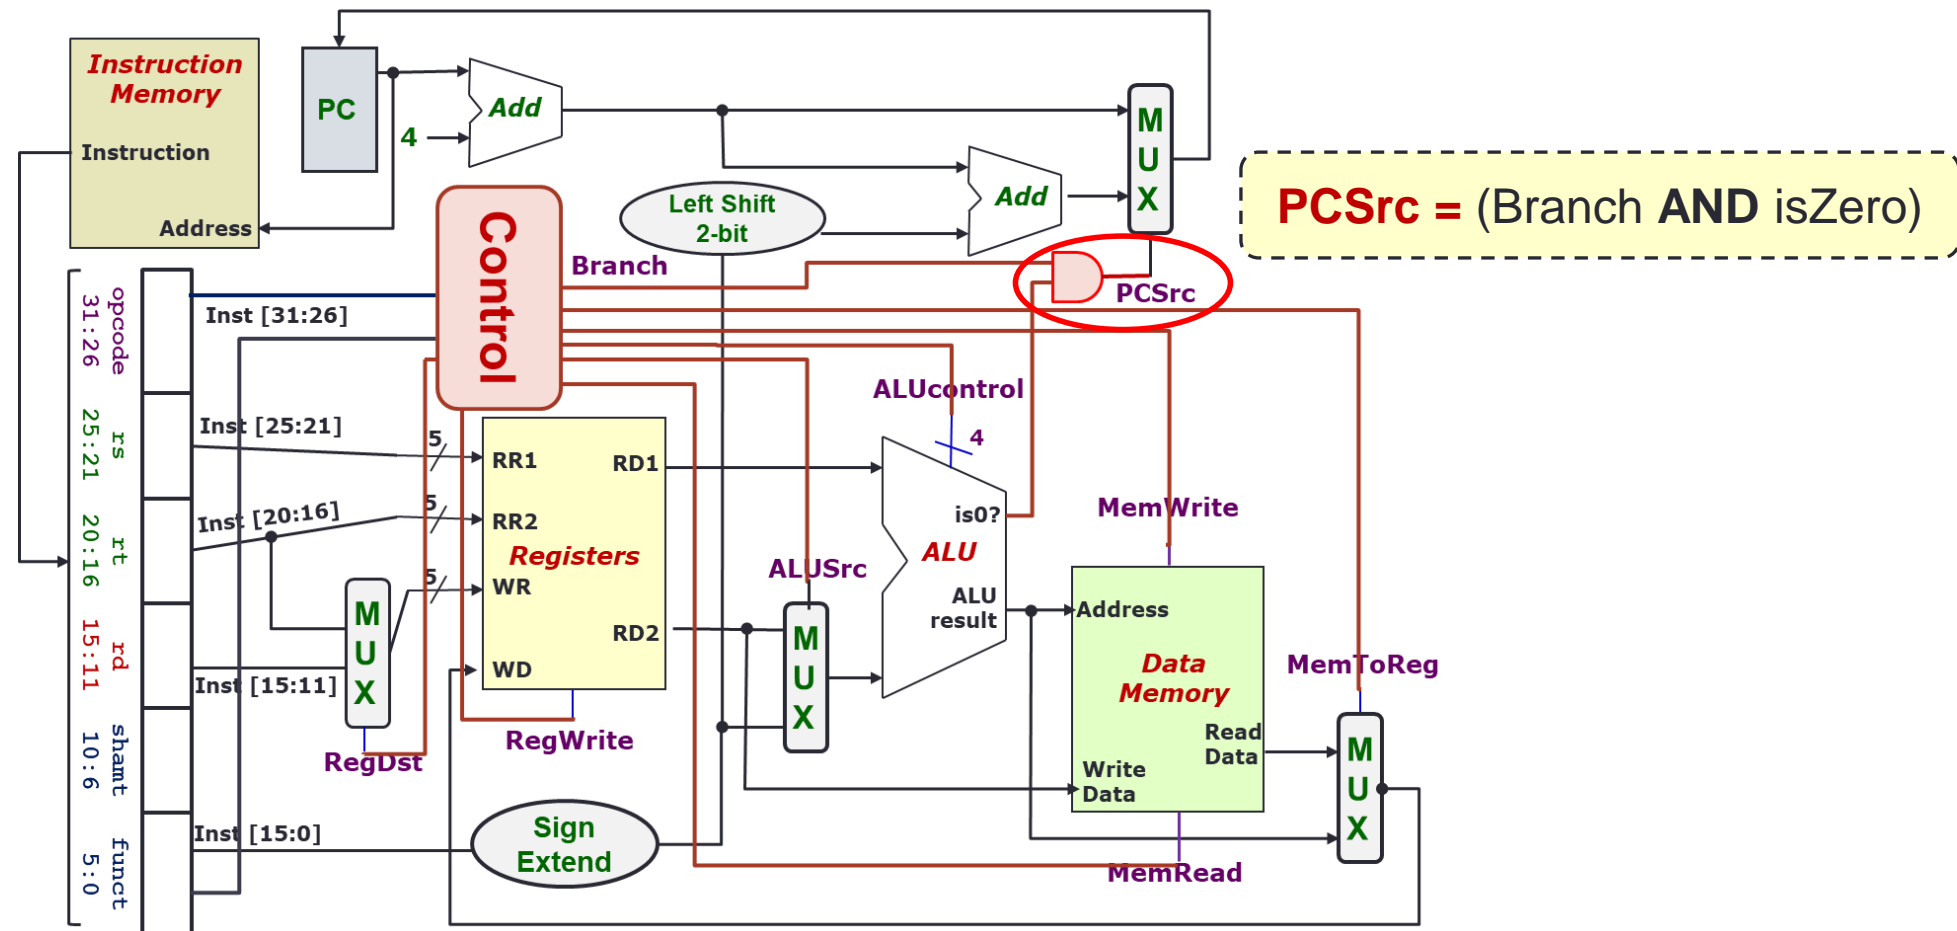 Instruction
Memory
Instruction
Address
PC
4
Add
Add
M
U
X
PCSrc = (Branch AND isZero)
Left Shift
2-bit
Control
Branch
PCSrc
opcode
31:26
Inst [31:26]
ALUcontrol
4
rs
25:21
Inst [25:21]
5
RR1
RD1
rt
20:16
Inst [20:16]
5
RR2
Registers
is0?
ALU
MemWrite
ALUSrc
M
U
X
5
WR
RD2
WD
ALU
result
Address
Data
Memory
MemToReg
rd
15:11
Inst [15:11]
M
U
X
RegDst
RegWrite
Read
Data
Write
Data
M
U
X
shamt
10:6
Inst [15:0]
Sign
Extend
MemRead
funct
5:0